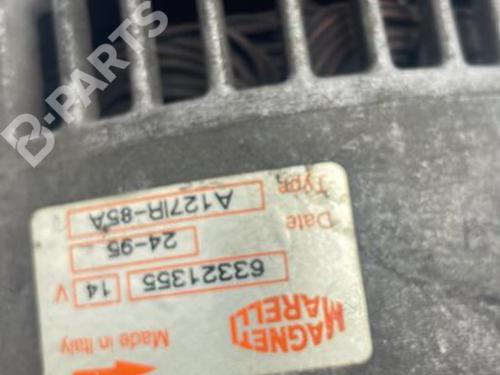 B-PARTS
MAGNETI
MARELLI
Made in Italy
63321355
14 V
Date 24-95
Type A127IR-85A